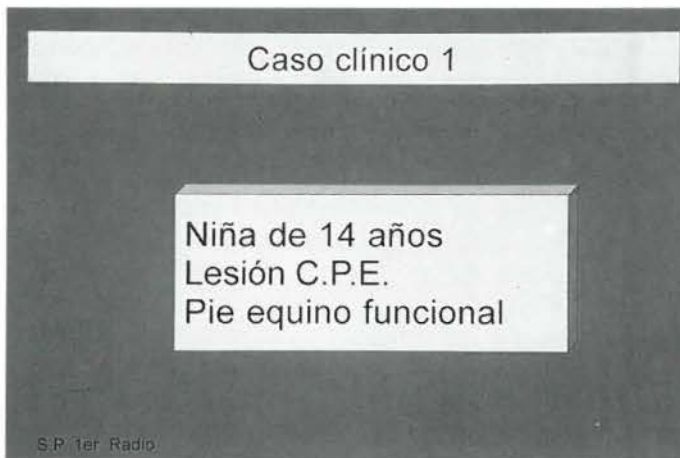 Caso clínico 1
Niña de 14 años
Lesión C.P.E.
Pie equino funcional
S.P. 1er Radio